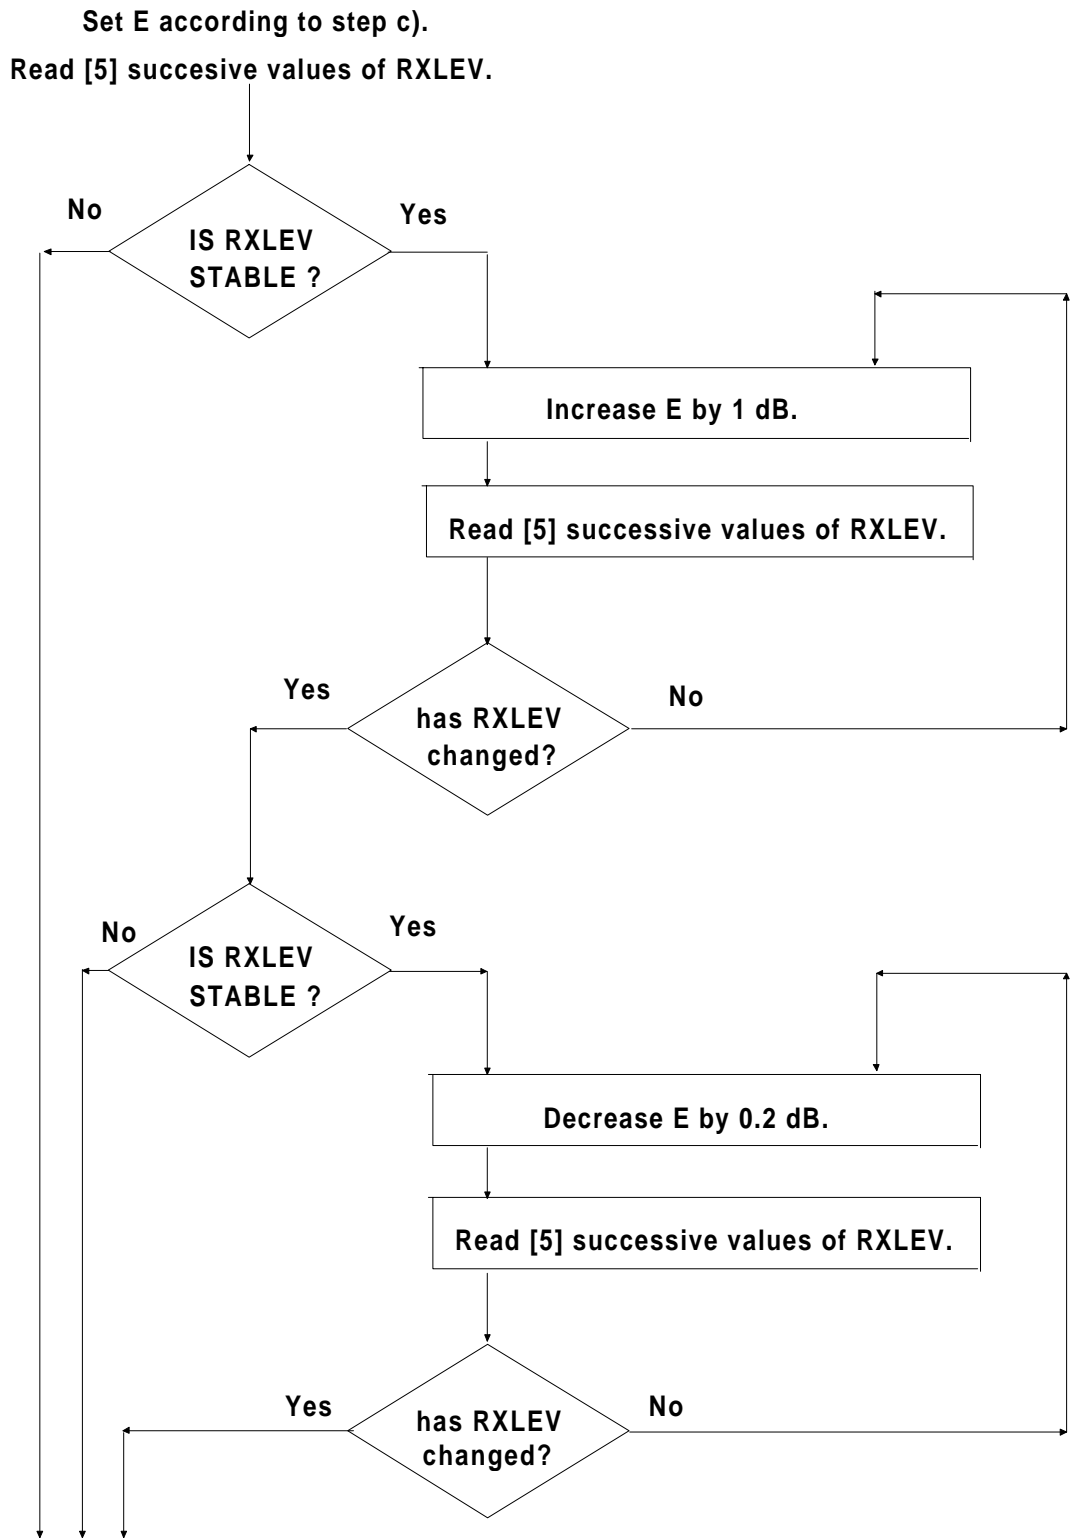 Set E according to step c).
Read [5] succesive values of RXLEV.
No
Yes
IS RXLEV
STABLE ?
Increase E by 1 dB.
Read [5] successive values of RXLEV.
Yes
No
has RXLEV
changed?
No
Yes
IS RXLEV
STABLE ?
Decrease E by 0.2 dB.
Read [5] successive values of RXLEV.
Yes
No
has RXLEV
changed?